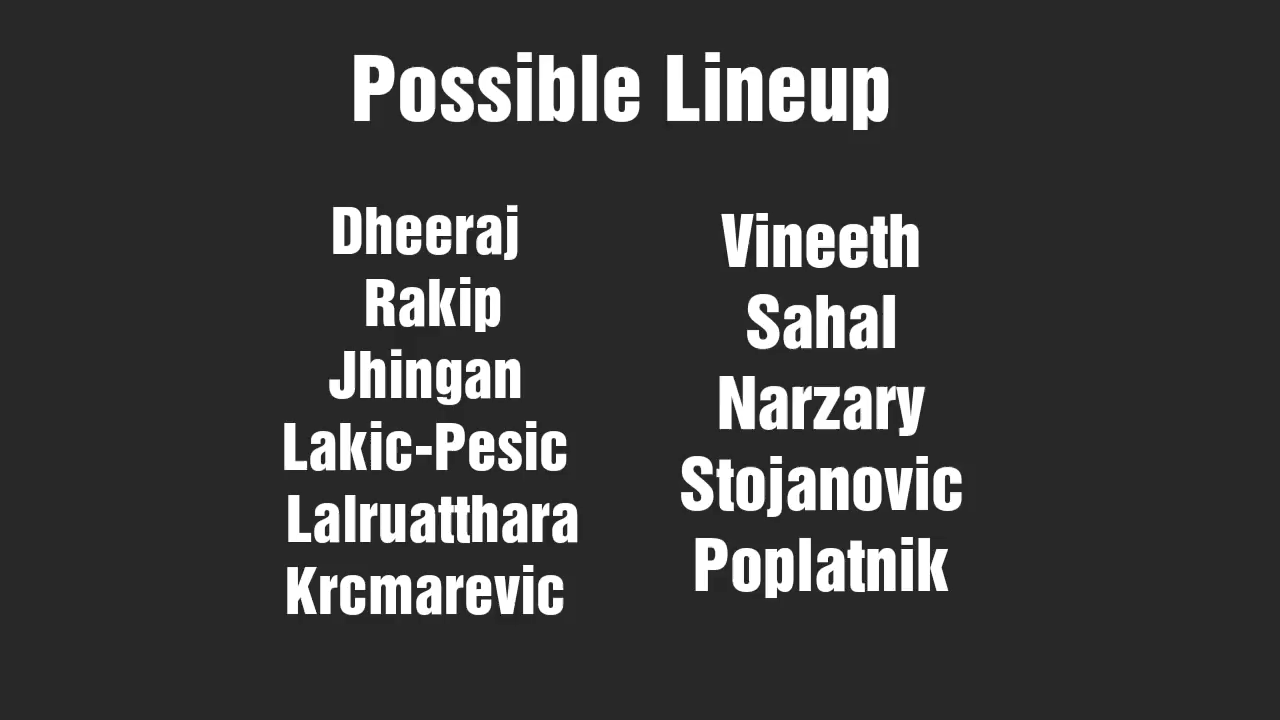 Possible Lineup
Dheeraj
Rakip
Jhingan
Lakic-Pesic
Lalruatthara
Krcmarevic
Vineeth
Sahal
Narzary
Stojanovic
Poplatnik